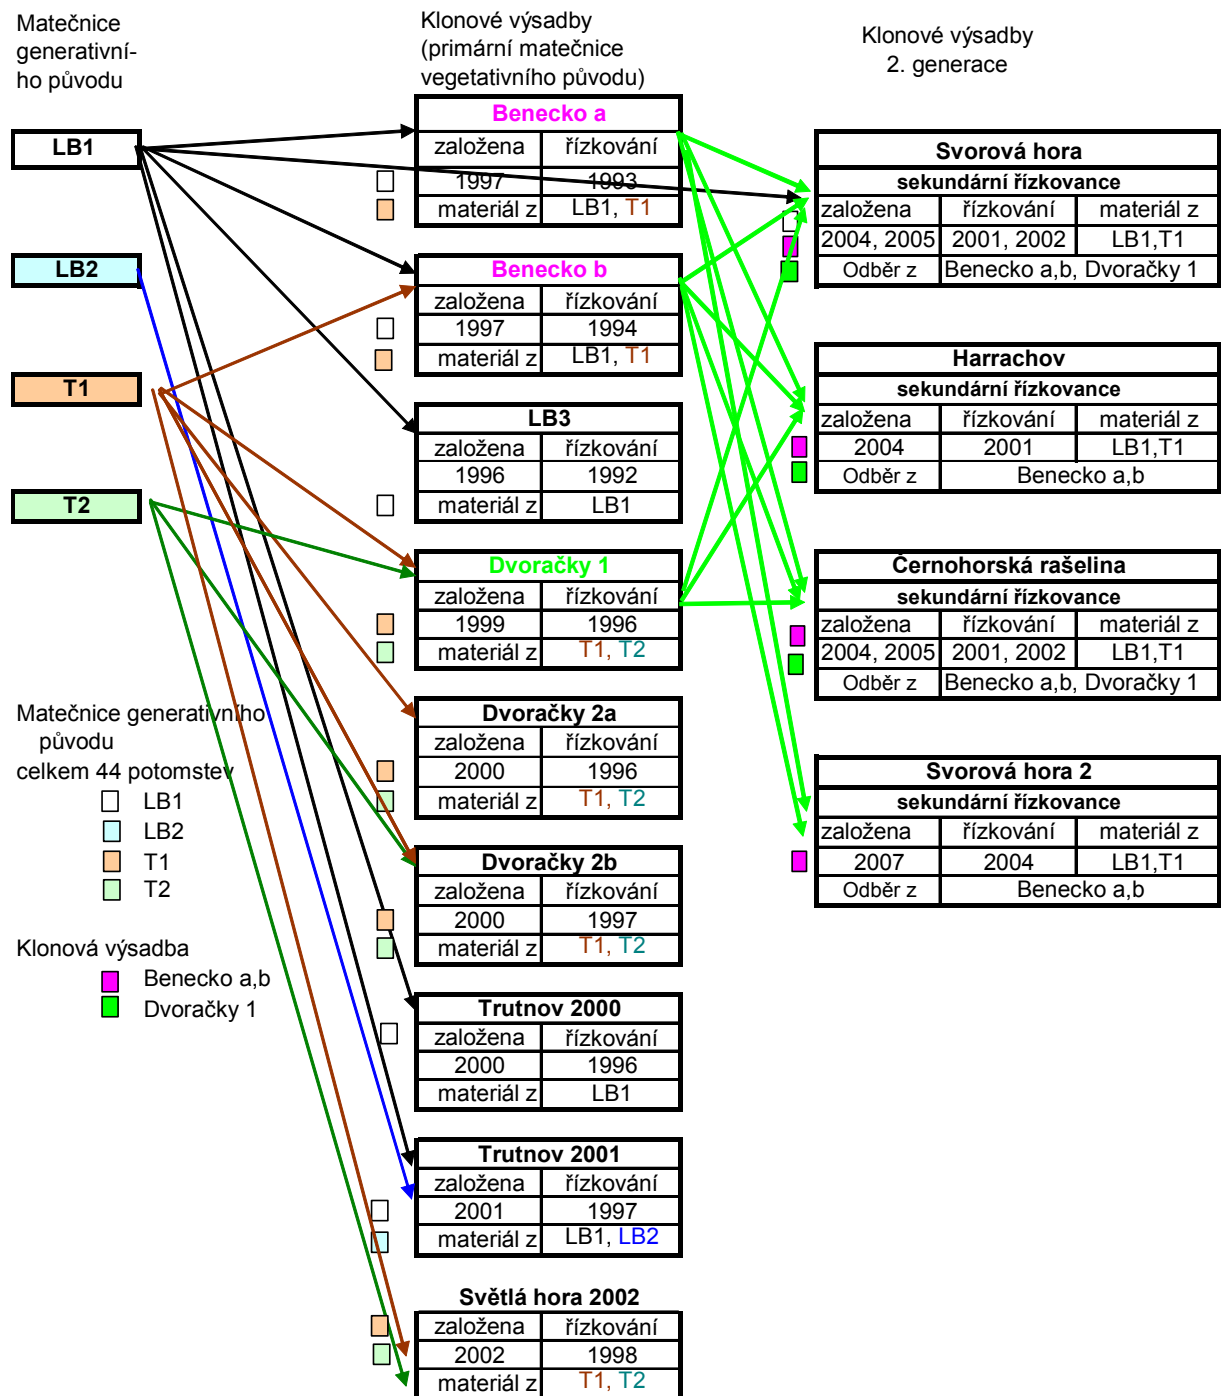 Matečnice
generativní-
ho původu
LB1
LB2
T1
T2
Matečnice generativního
původu
celkem 44 potomstev
LB1
LB2
T1
T2
Klonová výsadba
Benecko a,b
Dvoračky 1
Klonové výsadby
(primární matečnice
vegetativního původu)
Benecko a
založena řízkování
1997 1993
materiál z LB1, T1
Benecko b
založena řízkování
1997 1994
materiál z LB1, T1
LB3
založena řízkování
1996 1992
materiál z LB1
Dvoračky 1
založena řízkování
1999 1996
materiál z T1, T2
Dvoračky 2a
založena řízkování
2000 1996
materiál z T1, T2
Dvoračky 2b
založena řízkování
2000 1997
materiál z T1, T2
Trutnov 2000
založena řízkování
2000 1996
materiál z LB1
Trutnov 2001
založena řízkování
2001 1997
materiál z LB1, LB2
Světlá hora 2002
založena řízkování
2002 1998
materiál z T1, T2
Klonové výsadby
2. generace
Svorová hora
sekundární řízkovance
založena řízkování materiál z
2004, 2005 2001, 2002 LB1,T1
Odběr z Benecko a,b, Dvoračky 1
Harrachov
sekundární řízkovance
založena řízkování materiál z
2004 2001 LB1,T1
Odběr z Benecko a,b
Černohorská rašelina
sekundární řízkovance
založena řízkování materiál z
2004, 2005 2001, 2002 LB1,T1
Odběr z Benecko a,b, Dvoračky 1
Svorová hora 2
sekundární řízkovance
založena řízkování materiál z
2007 2004 LB1,T1
Odběr z Benecko a,b